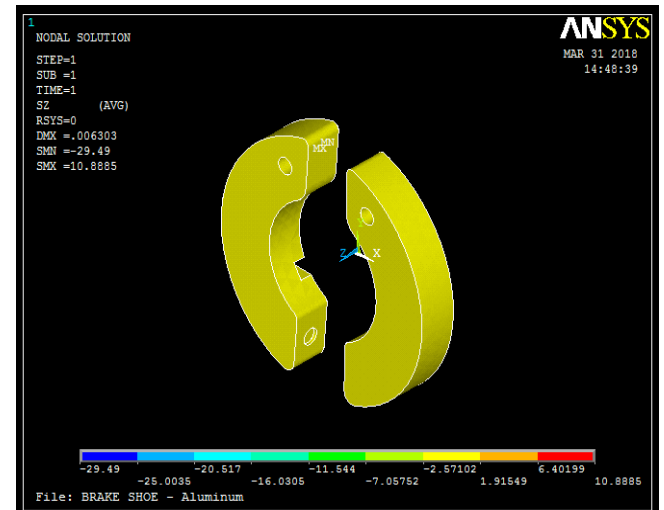 1
ANSYS
NODAL SOLUTION
MAR 31 2018
14:48:39
STEP=1
SUB =1
TIME=1
SZ (AVG)
RSYS=0
DMX =.006303
SMN =-29.49
SMX =10.8885
MN
MX
Y
Z X
-29.49 -20.517 -11.544 -2.57102 6.40199
-25.0035 -16.0305 -7.05752 1.91549 10.8885
File: BRAKE SHOE - Aluminum